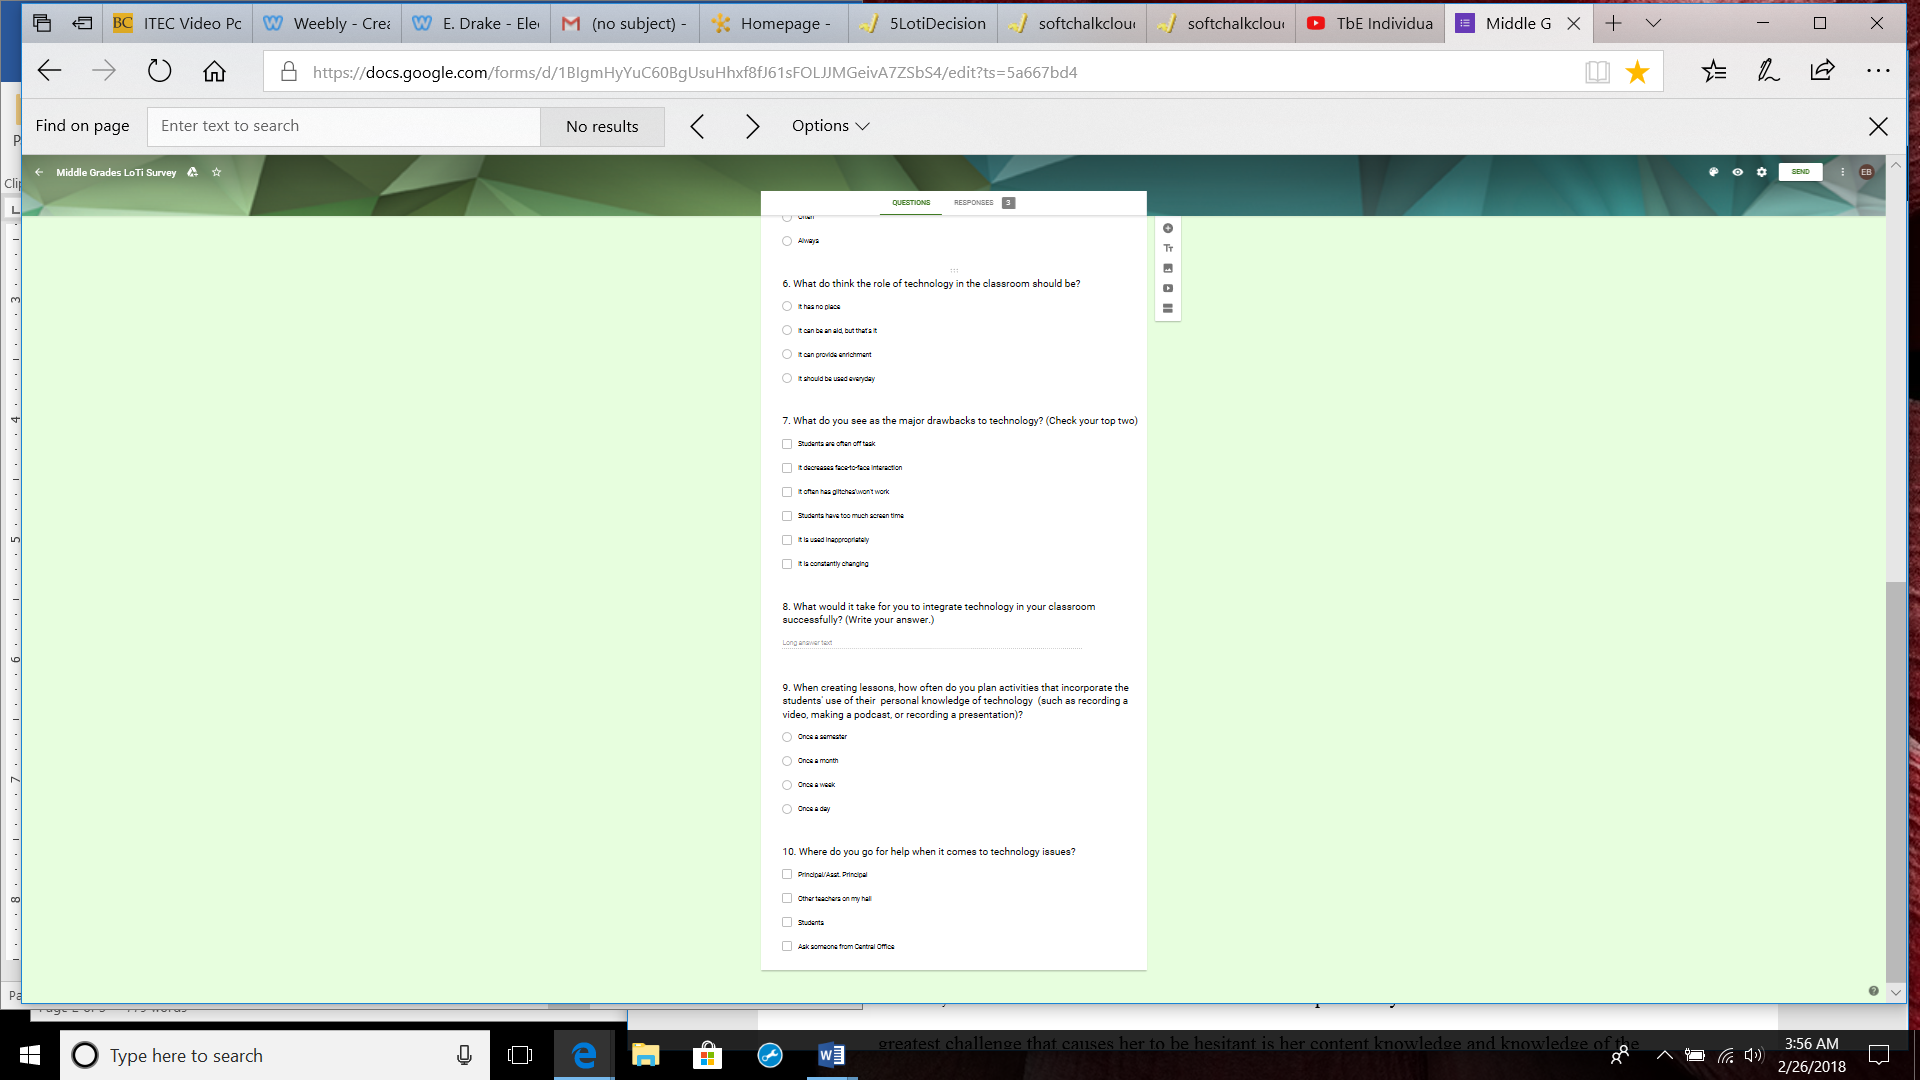 BC ITEC Video Pc
Weebly - Crea
E. Drake - Elec
(no subject) -
Homepage -
5LotiDecision
softchalkclou
softchalkclou
TbE Individua
Middle G
https://docs.google.com/forms/d/1BIgmHyYuC60BgUsuHhxf8fJ61sFOLJJMGeivA7ZSbS4/edit?ts=5a667bd4
Find on page
Enter text to search
No results
Options
Clip
Middle Grades LoTi Survey
SEND
EB
QUESTIONS
RESPONSES 3
Often
Always
6. What do think the role of technology in the classroom should be?
It has no place
It can be an aid, but that's it
It can provide enrichment
It should be used everyday
7. What do you see as the major drawbacks to technology? (Check your top two)
Students are often off task
It decreases face-to-face interaction
It often has glitches\won't work
Students have too much screen time
It is used inappropriately
It is constantly changing
8. What would it take for you to integrate technology in your classroom
successfully? (Write your answer.)
Long answer text
9. When creating lessons, how often do you plan activities that incorporate the
students' use of their personal knowledge of technology (such as recording a
video, making a podcast, or recording a presentation)?
Once a semester
Once a month
Once a week
Once a day
10. Where do you go for help when it comes to technology issues?
Principal/Asst. Principal
Other teachers on my hall
Students
Ask someone from Central Office
3
4
5
6
7
8
Pa
greatest challenge that causes her to be hesitant is her content knowledge and knowledge of the
Type here to search
3:56 AM
2/26/2018